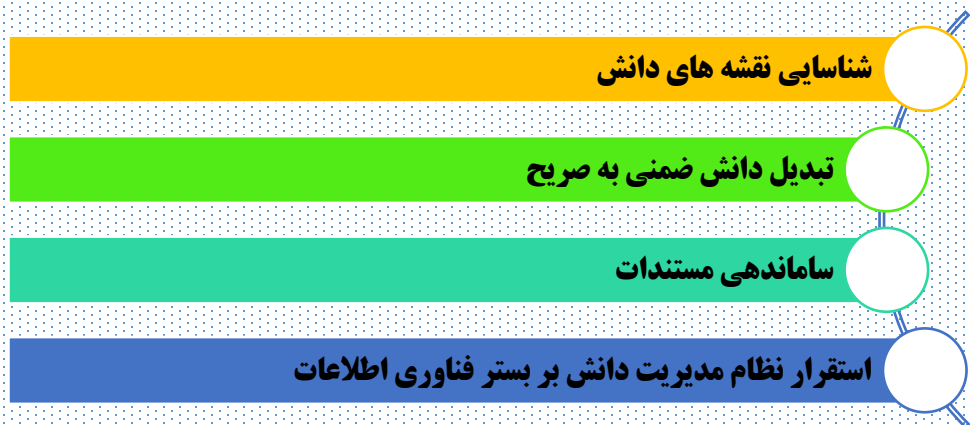 شناسایی نقشه های دانش
تبدیل دانش ضمنی به صریح
ساماندهی مستندات
استقرار نظام مدیریت دانش بر بستر فناوری اطلاعات